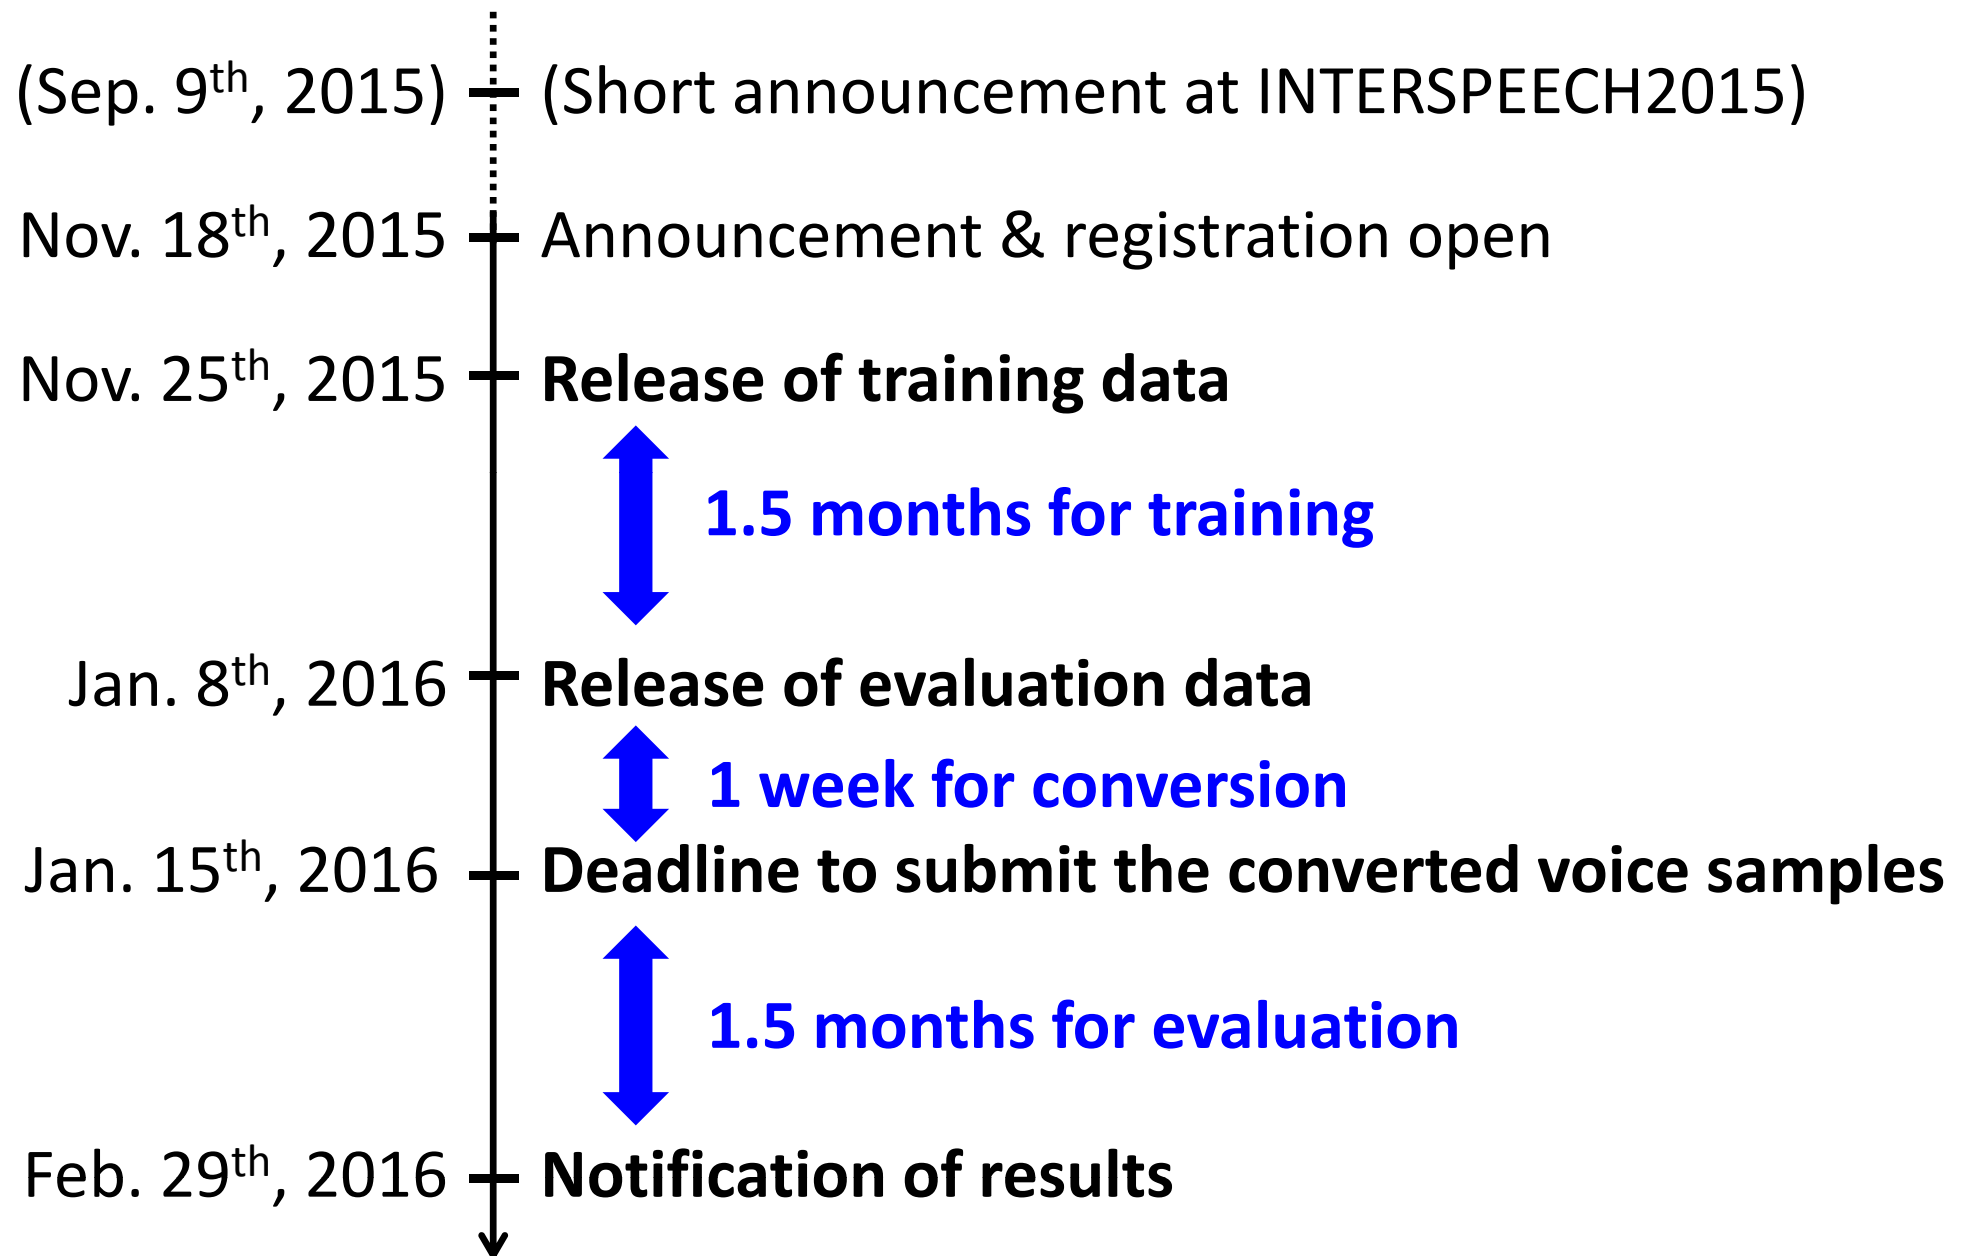 (Sep. 9th, 2015) (Short announcement at INTERSPEECH2015)
Nov. 18th, 2015 Announcement & registration open
Nov. 25th, 2015 Release of training data
1.5 months for training
Jan. 8th, 2016 Release of evaluation data
1 week for conversion
Jan. 15th, 2016 Deadline to submit the converted voice samples
1.5 months for evaluation
Feb. 29th, 2016 Notification of results